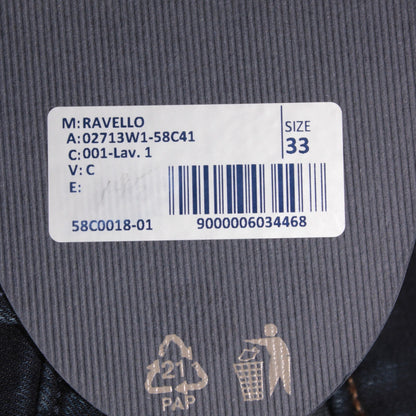 M: RAVELLO
A: 02713W1-58C41
C: 001-Lav. 1
V: C
E:
SIZE
33
58C0018-01
9000006034468
21
PAP